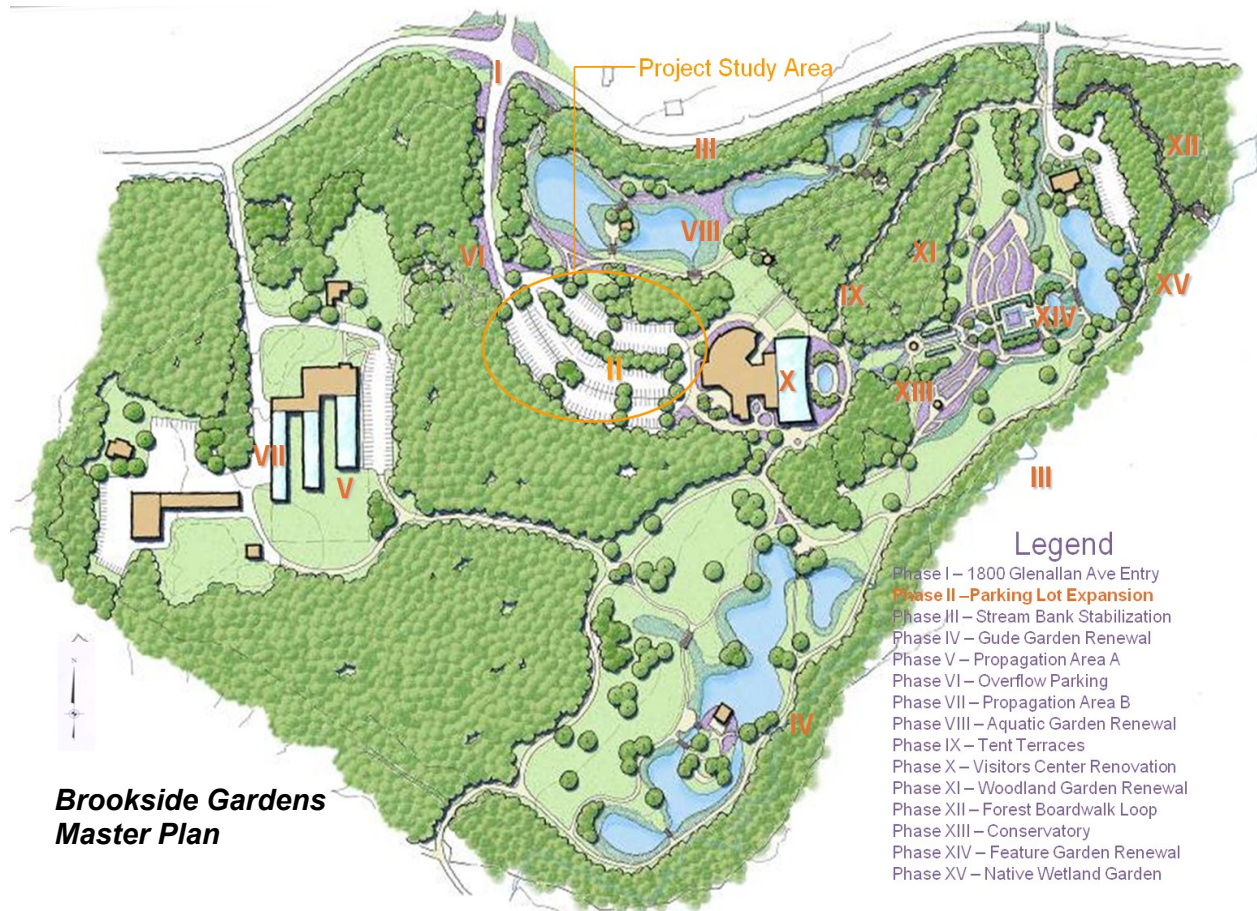 I
Project Study Area
III
XII
VIII
VI
XI
XV
IX
XIV
II
X
XIII
VII
V
III
IV
N
Brookside Gardens
Master Plan
Legend
Phase I – 1800 Glenallan Ave Entry
Phase II –Parking Lot Expansion
Phase III – Stream Bank Stabilization
Phase IV – Gude Garden Renewal
Phase V – Propagation Area A
Phase VI – Overflow Parking
Phase VII – Propagation Area B
Phase VIII – Aquatic Garden Renewal
Phase IX – Tent Terraces
Phase X – Visitors Center Renovation
Phase XI – Woodland Garden Renewal
Phase XII – Forest Boardwalk Loop
Phase XIII – Conservatory
Phase XIV – Feature Garden Renewal
Phase XV – Native Wetland Garden